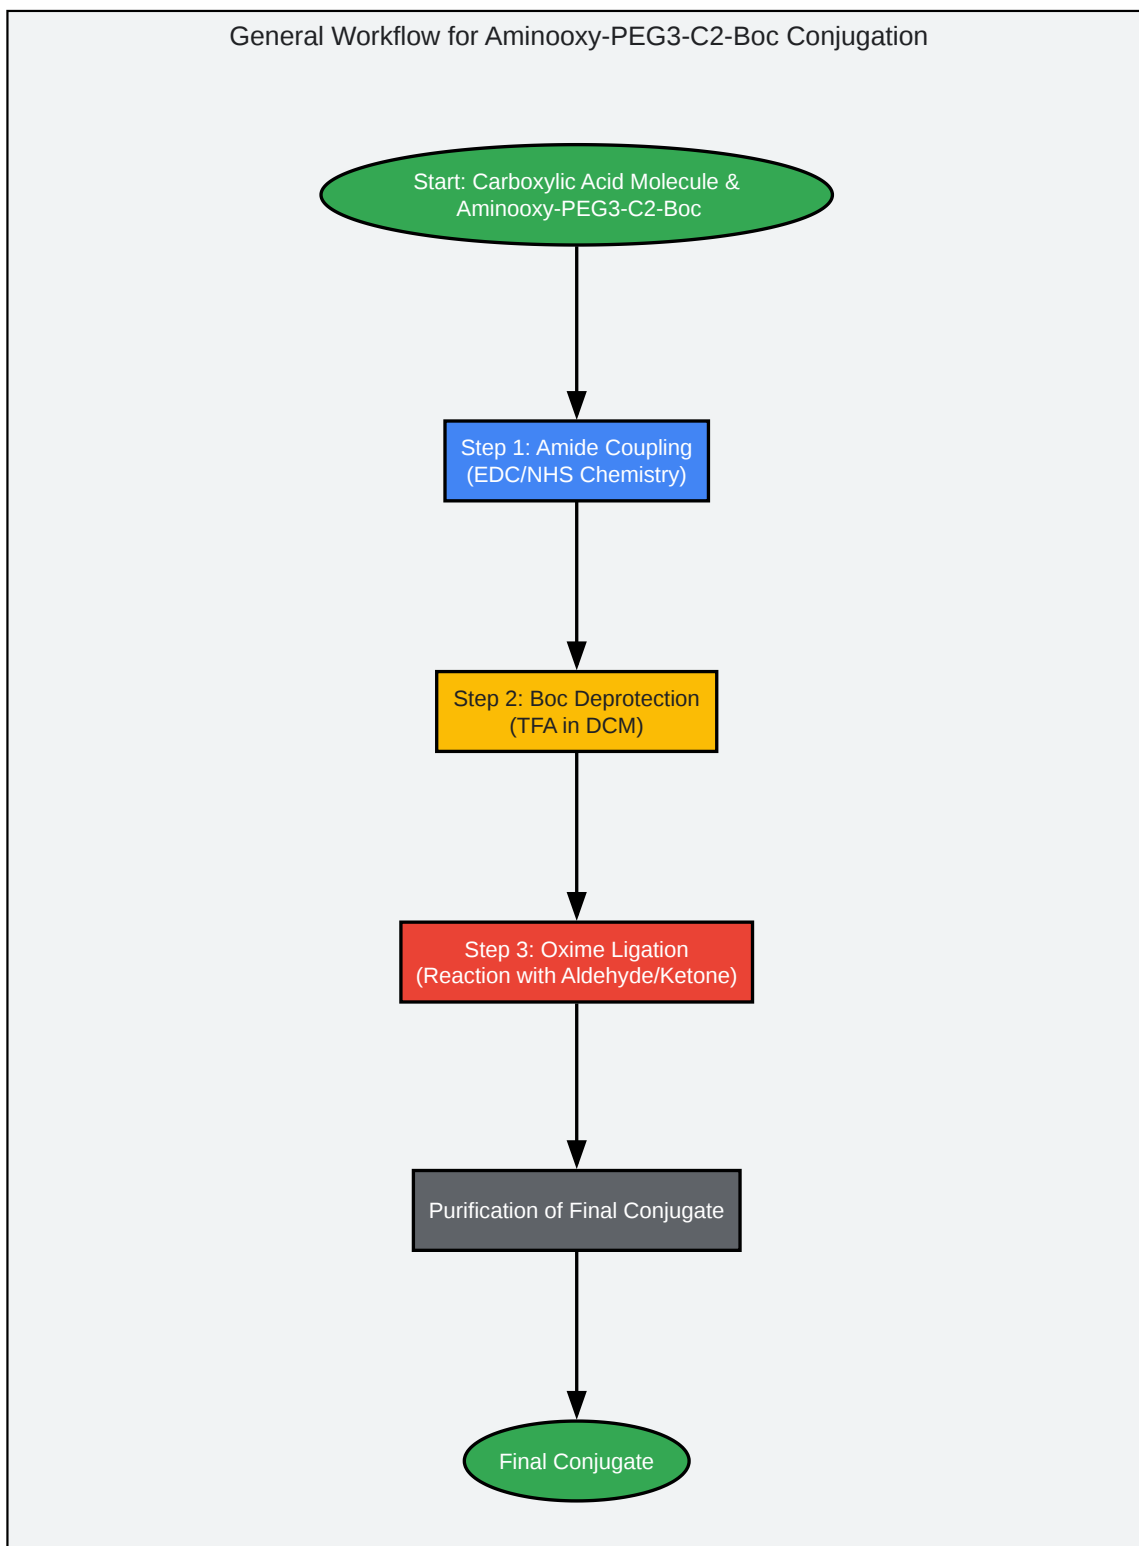 General Workflow for Aminooxy-PEG3-C2-Boc Conjugation
Start: Carboxylic Acid Molecule &
Aminooxy-PEG3-C2-Boc
Step 1: Amide Coupling
(EDC/NHS Chemistry)
Step 2: Boc Deprotection
(TFA in DCM)
Step 3: Oxime Ligation
(Reaction with Aldehyde/Ketone)
Purification of Final Conjugate
Final Conjugate